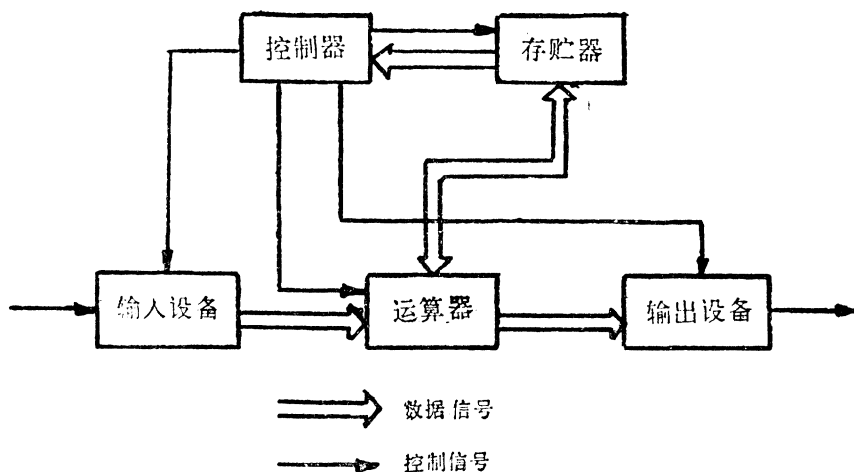 控制器
存贮器
输入设备
运算器
输出设备
数据信号
控制信号